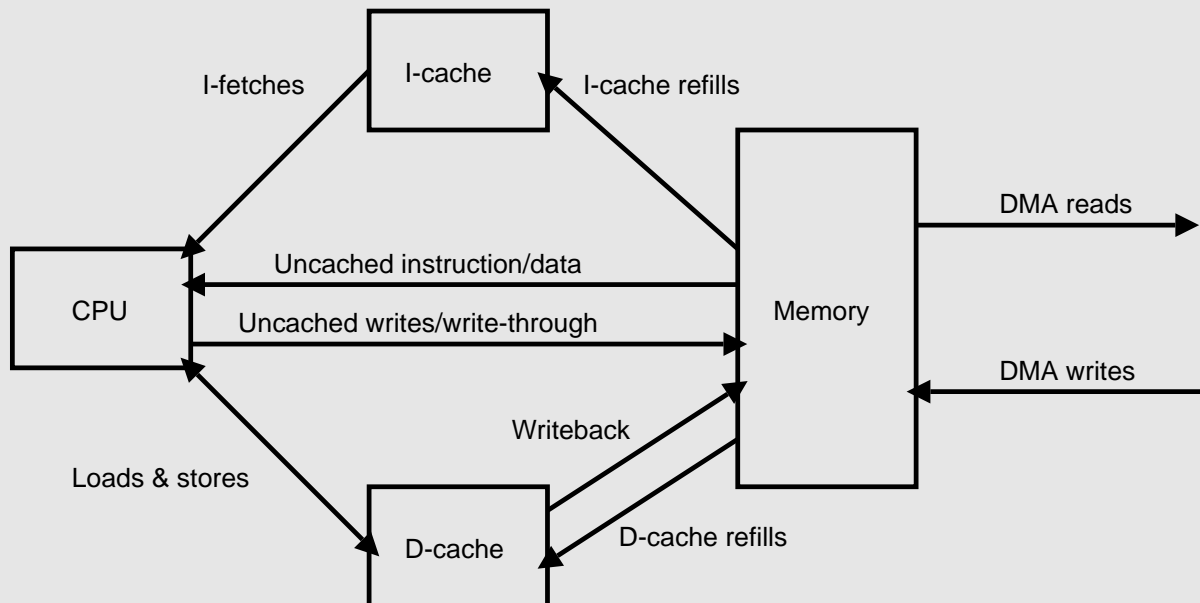 I-cache
I-fetches
I-cache refills
DMA reads
Uncached instruction/data
CPU
Memory
Uncached writes/write-through
DMA writes
Writeback
Loads & stores
D-cache refills
D-cache